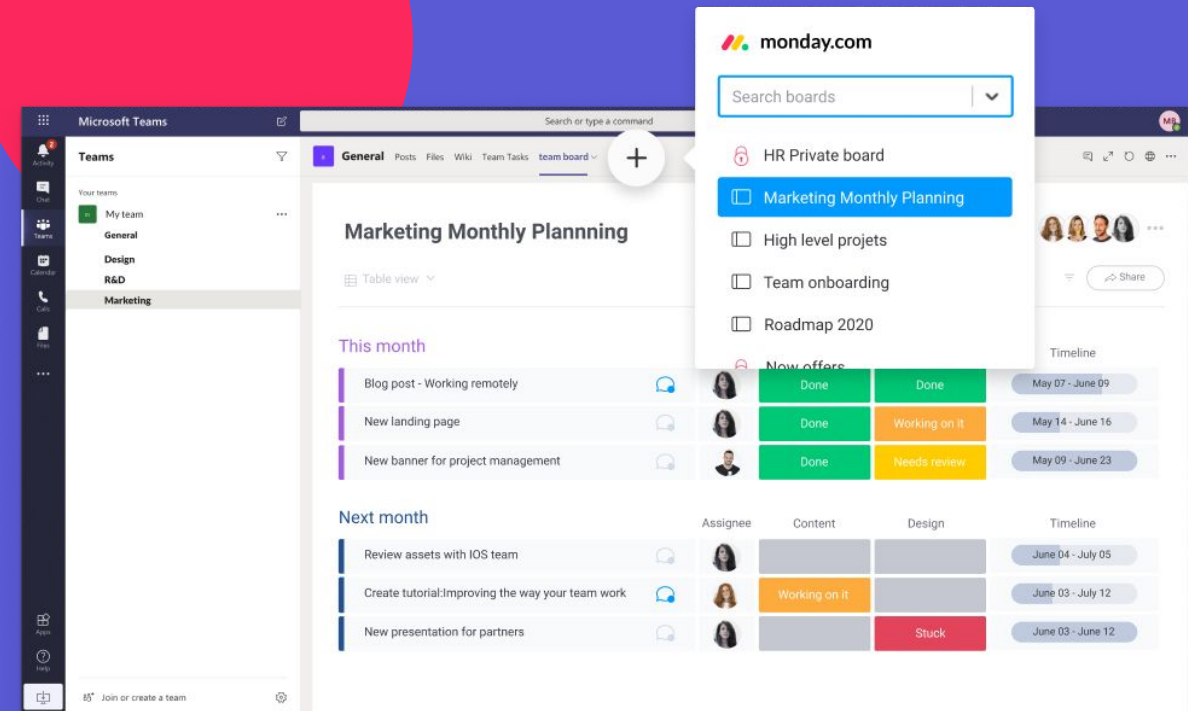 monday.com
Search boards
HR Private board
Marketing Monthly Planning
High level projets
Team onboarding
Roadmap 2020
Now offers
Microsoft Teams
Search or type a command
MB
2
Activity
Chat
Teams
Calendar
Calls
Files
Apps
Help
Teams
Your teams
My team
General
Design
R&D
Marketing
Join or create a team
General Posts Files Wiki Team Tasks team board
Marketing Monthly Plannning
Table view
Share
This month
Timeline
Blog post - Working remotely Done Done May 07 - June 09
New landing page Done Working on it May 14 - June 16
New banner for project management Done Needs review May 09 - June 23
Next month Assignee Content Design Timeline
Review assets with IOS team June 04 - July 05
Create tutorial:Improving the way your team work Working on it June 03 - July 12
New presentation for partners Stuck June 03 - June 12